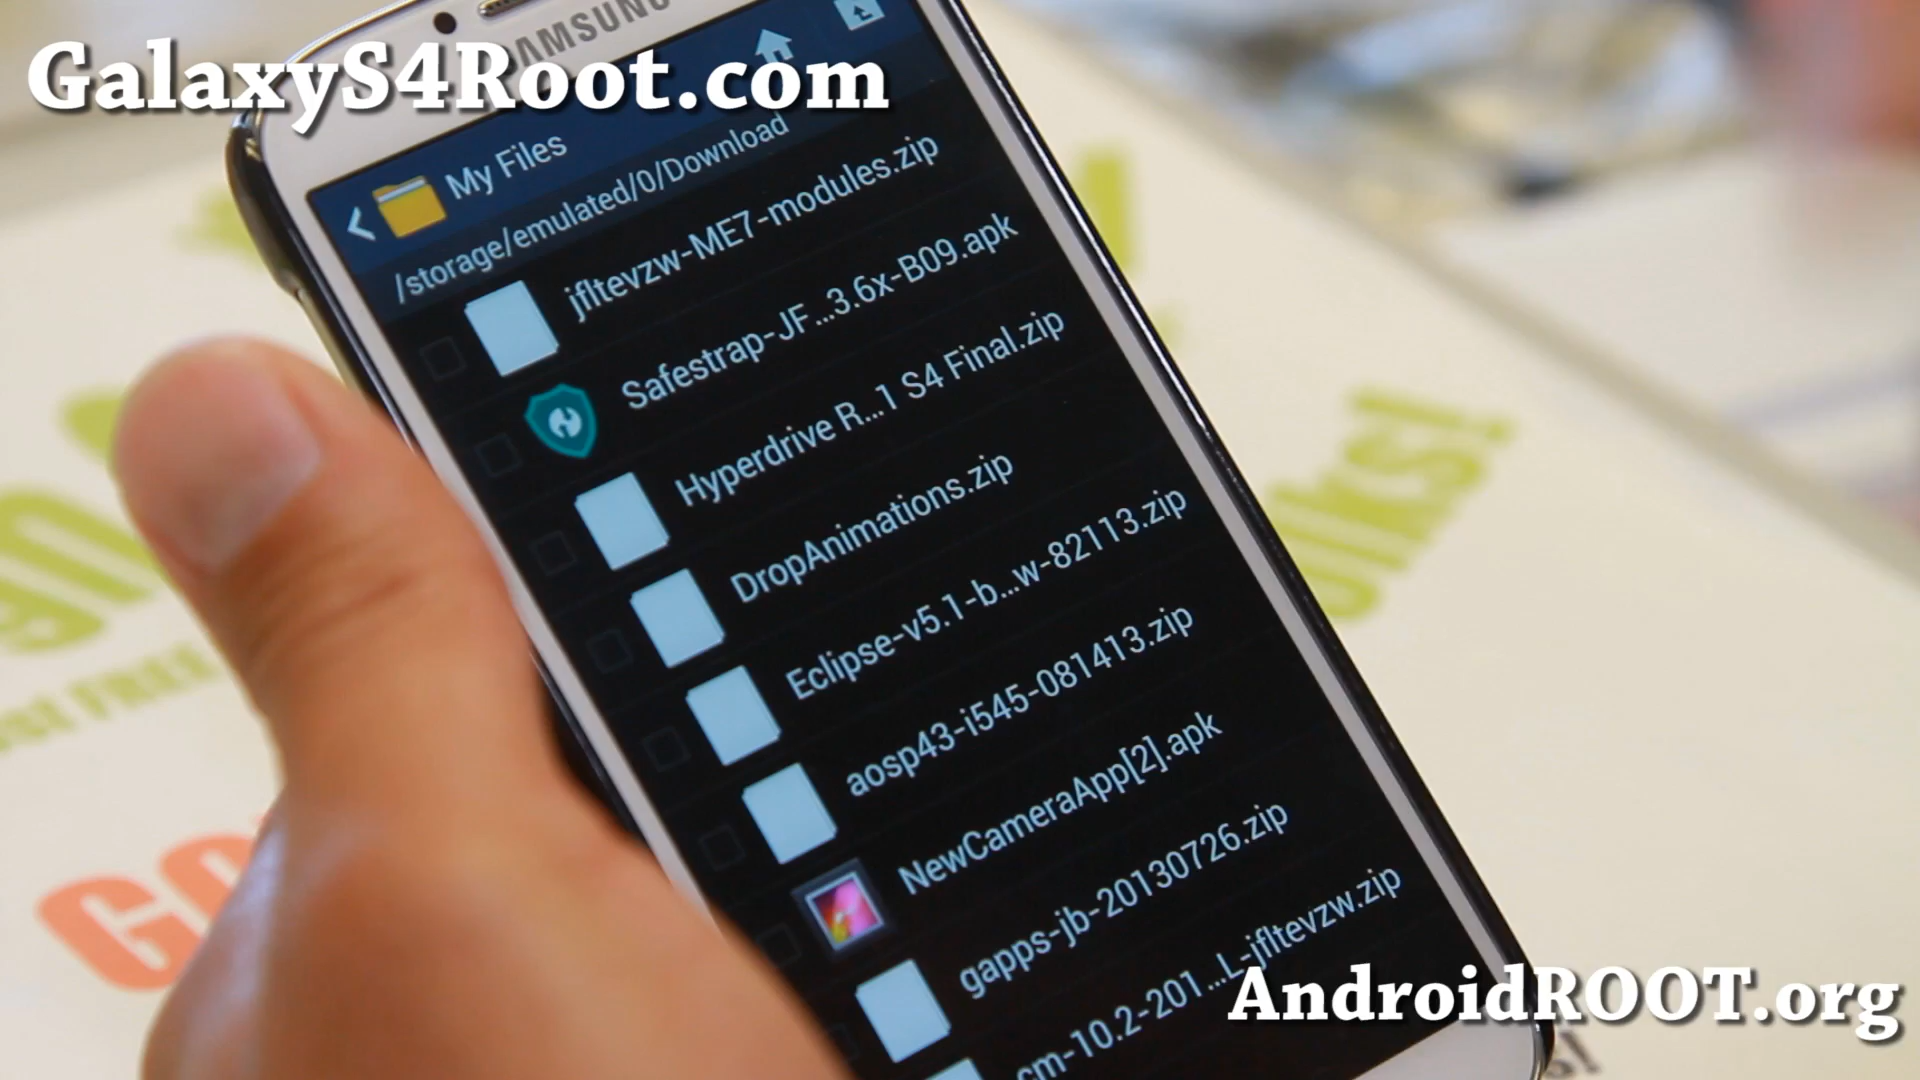 GalaxyS4Root.com
SAMSUNG
My Files
/storage/emulated/0/Download
jfltevzw-ME7-modules.zip
Safestrap-JF...3.6x-B09.apk
Hyperdrive R...1 S4 Final.zip
DropAnimations.zip
Eclipse-v5.1-b...w-82113.zip
aosp43-i545-081413.zip
NewCameraApp[2].apk
gapps-jb-20130726.zip
cm-10.2-201...L-jfltevzw.zip
AndroidROOT.org
FREE